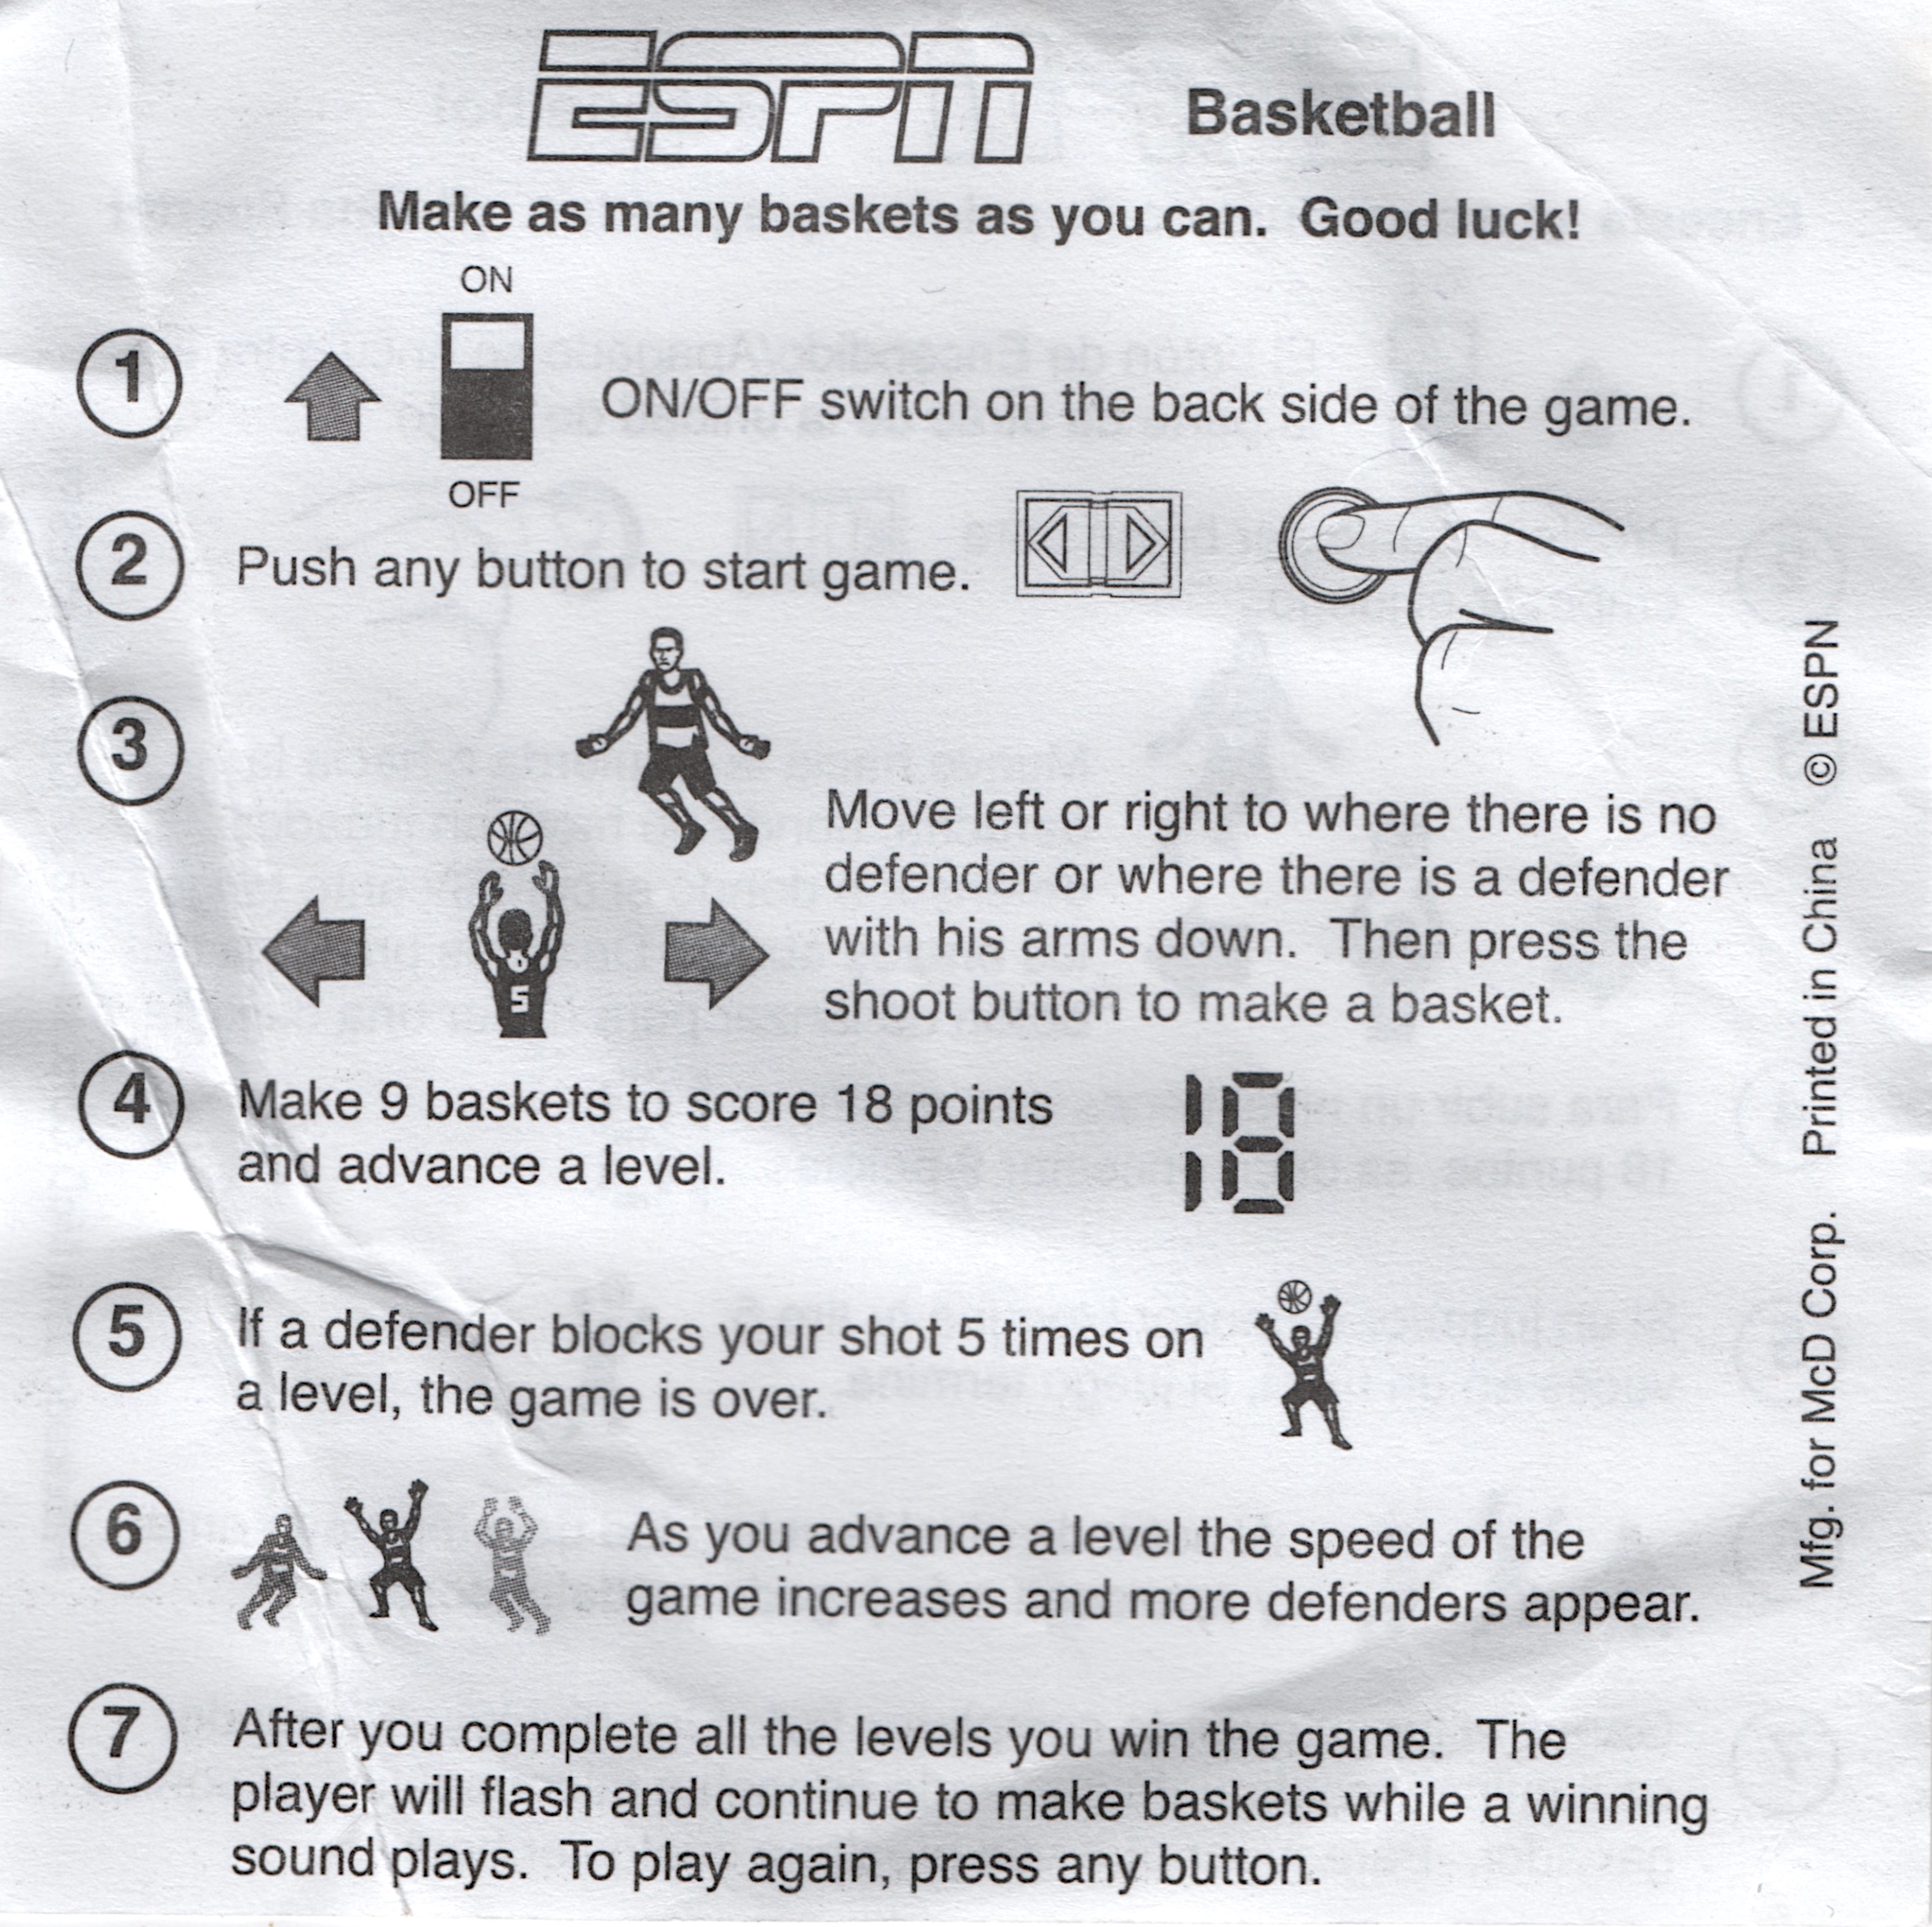 ESPN Basketball
Make as many baskets as you can. Good luck!
ON
1 ON/OFF switch on the back side of the game.
OFF
2 Push any button to start game.
3
Move left or right to where there is no
defender or where there is a defender
with his arms down. Then press the
shoot button to make a basket.
5
4 Make 9 baskets to score 18 points
and advance a level.
18
5 If a defender blocks your shot 5 times on
a level, the game is over.
6 As you advance a level the speed of the
game increases and more defenders appear.
7 After you complete all the levels you win the game. The
player will flash and continue to make baskets while a winning
sound plays. To play again, press any button.
Mfg. for McD Corp. Printed in China © ESPN